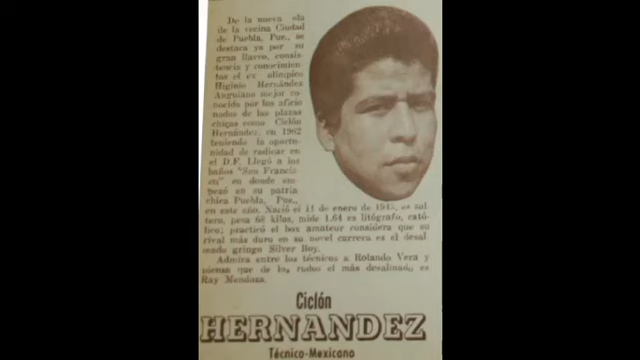 De la nueva ola
de la vecina Ciudad
de Puebla, Pue., se
destaca ya por su
gran llaveo, consis-
tencia y conocimien-
tos el ex olímpico
Higinio Hernández
Anguiano mejor co-
nocido por los aficio
nados de las plazas
chicas como Ciclón
Hernández, en 1962
teniendo la oportu-
nidad de radicar en
el D.F. Llegó a los
baños "San Francis
co" en donde em-
pezó en su patria
chica Puebla, Pue.,
en este año. Nació el 11 de enero de es sol
tero, pesa 68 kilos, mide 1.64 es litógrafo, cató
lico; practicó el box amateur considera que su
rival más duro en su novel carrera es el desal
mado gringo Silver Boy.
Admira entre los técnicos a Rolando Vera y
piensa que de los rudos el más desalmado, es
Ray Mendoza.
Ciclón
HERNANDEZ
Técnico-Mexicano